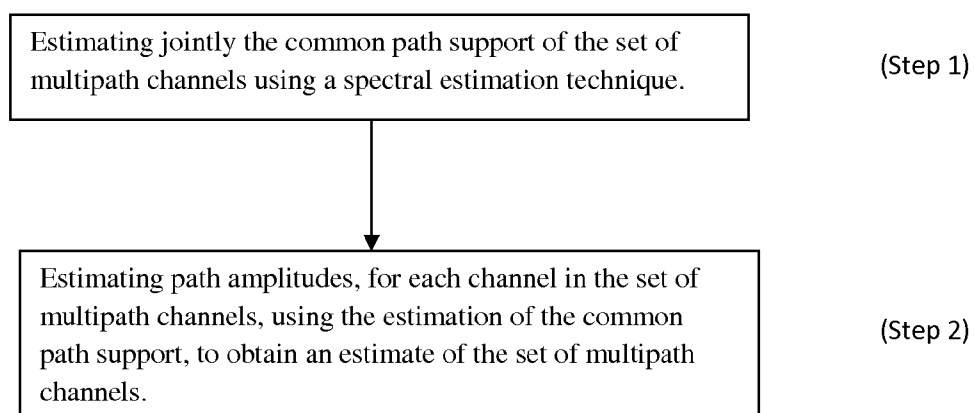 Estimating jointly the common path support of the set of
multipath channels using a spectral estimation technique.
(Step 1)
Estimating path amplitudes, for each channel in the set of
multipath channels, using the estimation of the common
path support, to obtain an estimate of the set of multipath
channels.
(Step 2)